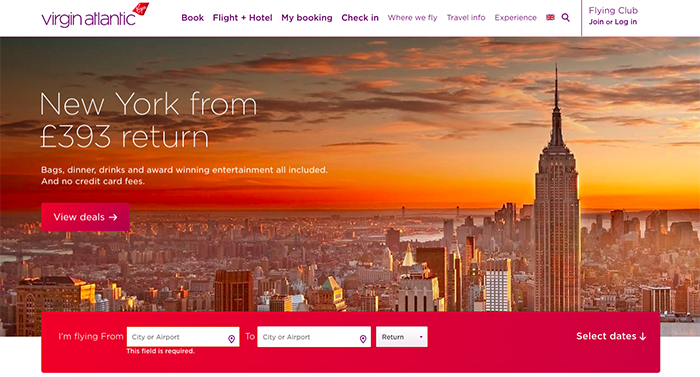 virgin atlantic
Book Flight + Hotel My booking Check in Where we fly Travel info Experience
Flying Club
Join or Log in
New York from
£393 return
Bags, dinner, drinks and award winning entertainment all included.
And no credit card fees.
View deals →
I'm flying From City or Airport To City or Airport Return Select dates ↓
This field is required.